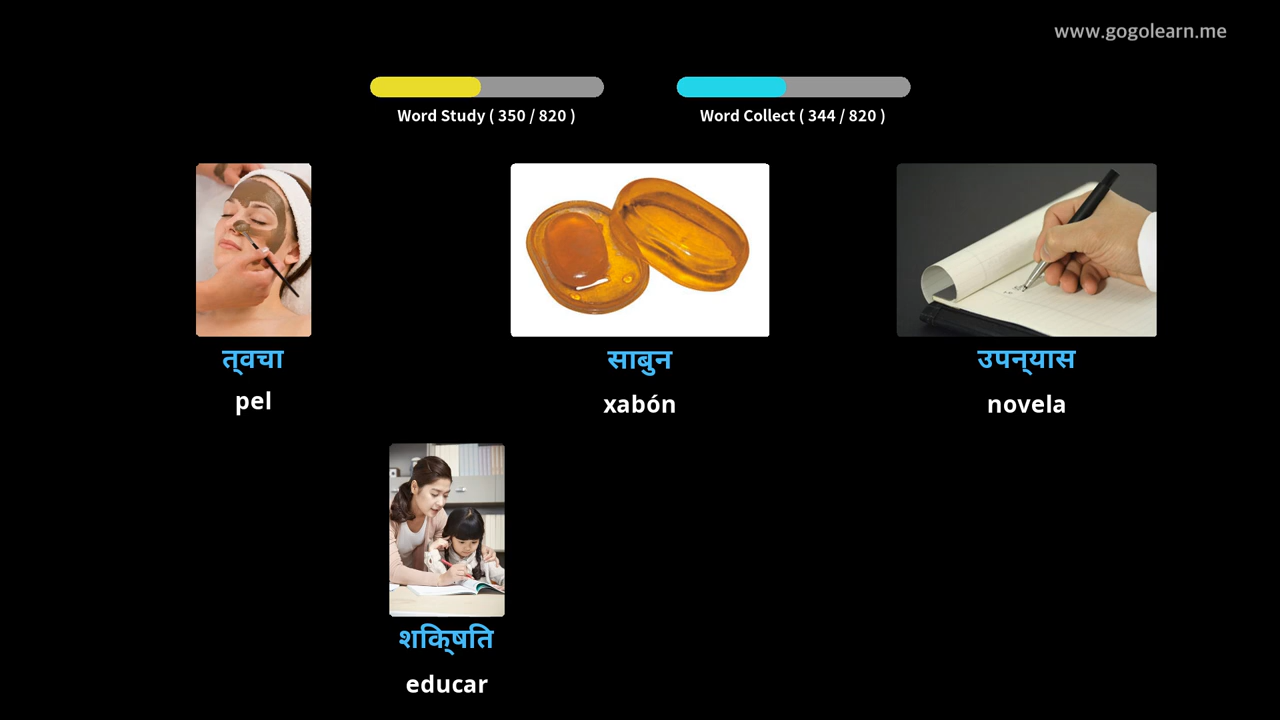 www.gogolearn.me
Word Study ( 350 / 820 )
Word Collect ( 344 / 820 )
त्वचा
pel
साबुन
xabón
उपन्यास
novela
शक्षिति
educar